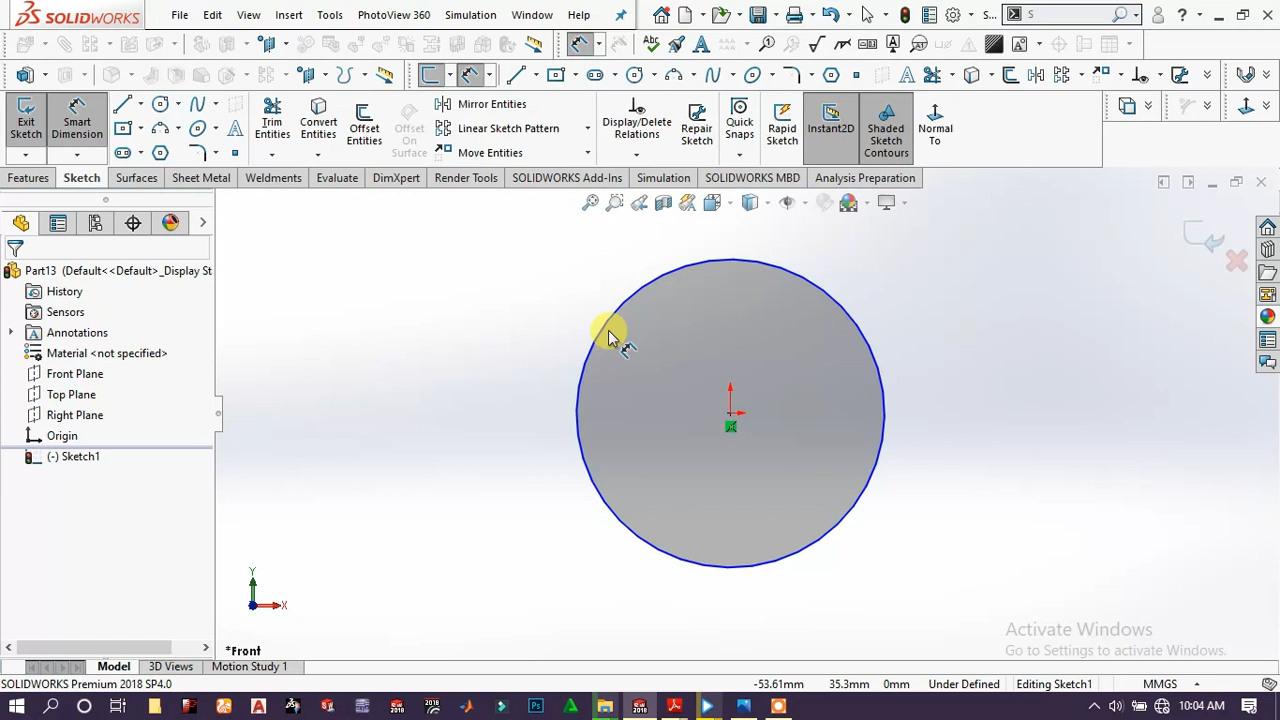 SOLIDWORKS File Edit View Insert Tools PhotoView 360 Simulation Window Help S... S
Exit Sketch Smart Dimension Trim Entities Convert Entities Offset Entities Offset On Surface Mirror Entities Linear Sketch Pattern Move Entities Display/Delete Relations Repair Sketch Quick Snaps Rapid Sketch Instant2D Shaded Sketch Contours Normal To
Features Sketch Surfaces Sheet Metal Weldments Evaluate DimXpert Render Tools SOLIDWORKS Add-Ins Simulation SOLIDWORKS MBD Analysis Preparation
Part13 (Default<<Default>_Display St
History
Sensors
Annotations
Material <not specified>
Front Plane
Top Plane
Right Plane
Origin
(-) Sketch1
Y
X
*Front
Activate Windows
Go to Settings to activate Windows.
Model 3D Views Motion Study 1
SOLIDWORKS Premium 2018 SP4.0 -53.61mm 35.3mm 0mm Under Defined Editing Sketch1 MMGS
10:04 AM